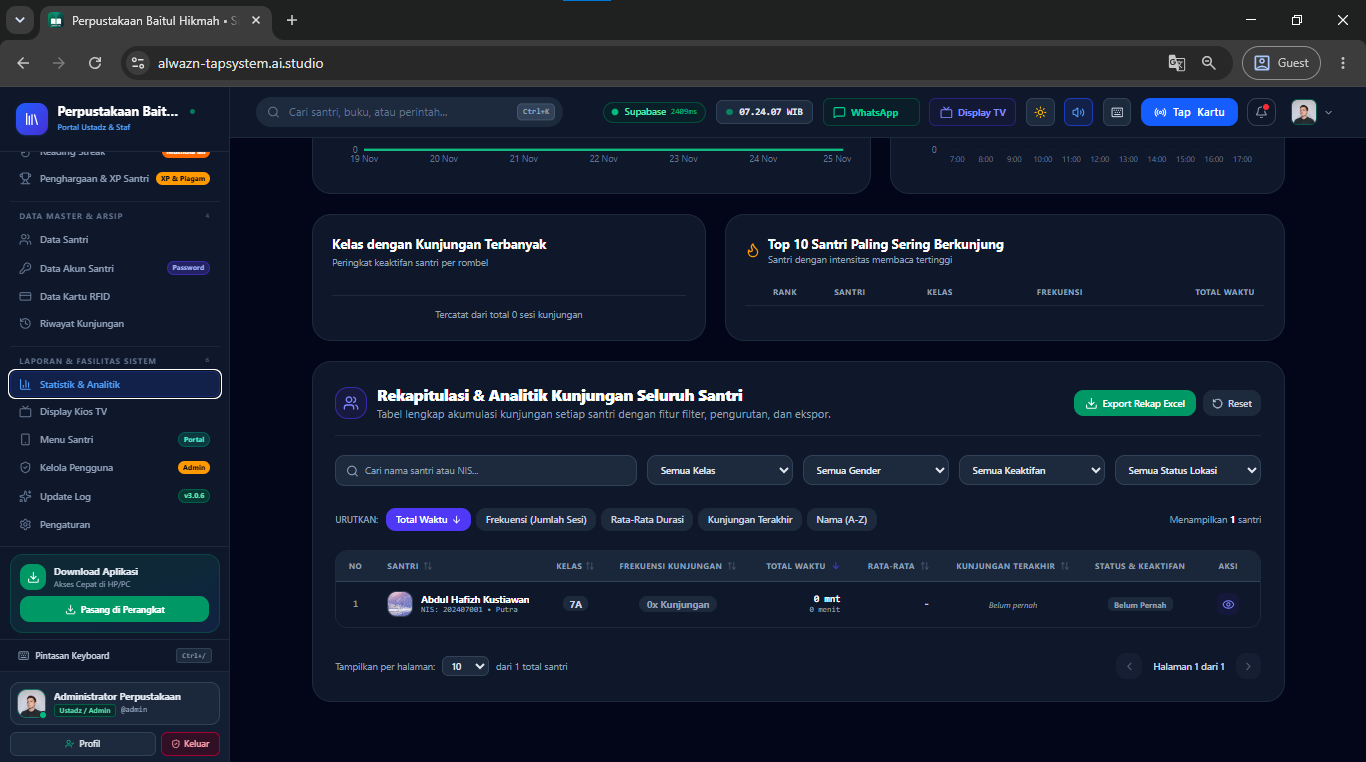 Perpustakaan Baitul Hikmah • S
alwazn-tapsystem.ai.studio
Guest
Perpustakaan Bait...
Portal Ustadz & Staf
Cari santri, buku, atau perintah...
Ctrl+K
Supabase 2409ms
07.24.07 WIB
WhatsApp
Display TV
Tap Kartu
Reading Streak
Penghargaan & XP Santri
XP & Piagam
DATA MASTER & ARSIP
4
Data Santri
Data Akun Santri
Password
Data Kartu RFID
Riwayat Kunjungan
LAPORAN & FASILITAS SISTEM
Statistik & Analitik
Display Kios TV
Menu Santri
Portal
Kelola Pengguna
Admin
Update Log
v3.0.6
Pengaturan
Download Aplikasi
Akses Cepat di HP/PC
Pasang di Perangkat
Pintasan Keyboard
Ctrl+/
Administrator Perpustakaan
Ustadz / Admin @admin
Profil
Keluar
0
19 Nov 20 Nov 21 Nov 22 Nov 23 Nov 24 Nov 25 Nov
0
7:00 8:00 9:00 10:00 11:00 12:00 13:00 14:00 15:00 16:00 17:00
Kelas dengan Kunjungan Terbanyak
Peringkat keaktifan santri per rombel
Tercatat dari total 0 sesi kunjungan
Top 10 Santri Paling Sering Berkunjung
Santri dengan intensitas membaca tertinggi
RANK SANTRI KELAS FREKUENSI TOTAL WAKTU
Rekapitulasi & Analitik Kunjungan Seluruh Santri
Tabel lengkap akumulasi kunjungan setiap santri dengan fitur filter, pengurutan, dan ekspor.
Export Rekap Excel
Reset
Cari nama santri atau NIS...
Semua Kelas
Semua Gender
Semua Keaktifan
Semua Status Lokasi
URUTKAN: Total Waktu ↓ Frekuensi (Jumlah Sesi) Rata-Rata Durasi Kunjungan Terakhir Nama (A-Z)
Menampilkan 1 santri
NO SANTRI KELAS FREKUENSI KUNJUNGAN TOTAL WAKTU ↓ RATA-RATA KUNJUNGAN TERAKHIR STATUS & KEAKTIFAN AKSI
1
Abdul Hafizh Kustiawan
NIS: 202407001 • Putra
7A
0x Kunjungan
0 mnt
0 menit
-
Belum pernah
Belum Pernah
Tampilkan per halaman: 10 dari 1 total santri
Halaman 1 dari 1